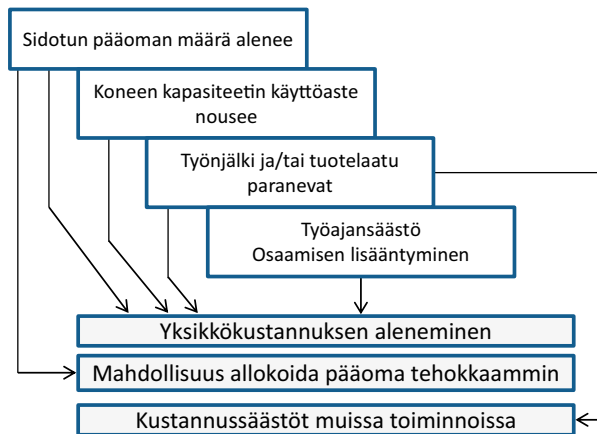 Sidotun pääoman määrä alenee
Koneen kapasiteetin käyttöaste
nousee
Työnjälki ja/tai tuotelaatu
paranevat
Työajansäästö
Osaamisen lisääntyminen
Yksikkökustannuksen aleneminen
Mahdollisuus allokoida pääoma tehokkaammin
Kustannussäästöt muissa toiminnoissa